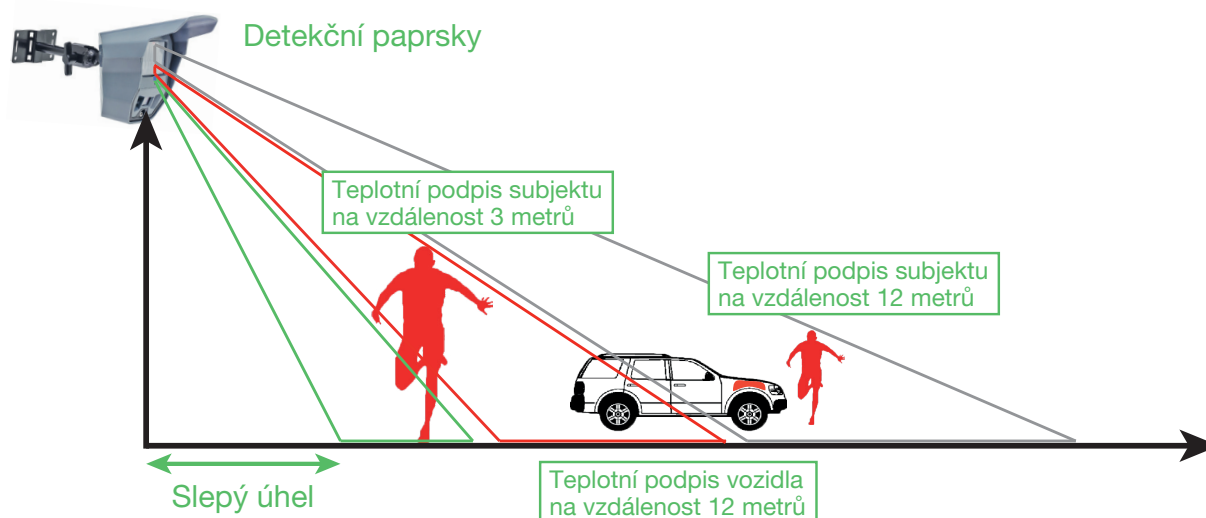 Detekční paprsky
Teplotní podpis subjektu
na vzdálenost 3 metrů
Teplotní podpis subjektu
na vzdálenost 12 metrů
Slepý úhel
Teplotní podpis vozidla
na vzdálenost 12 metrů